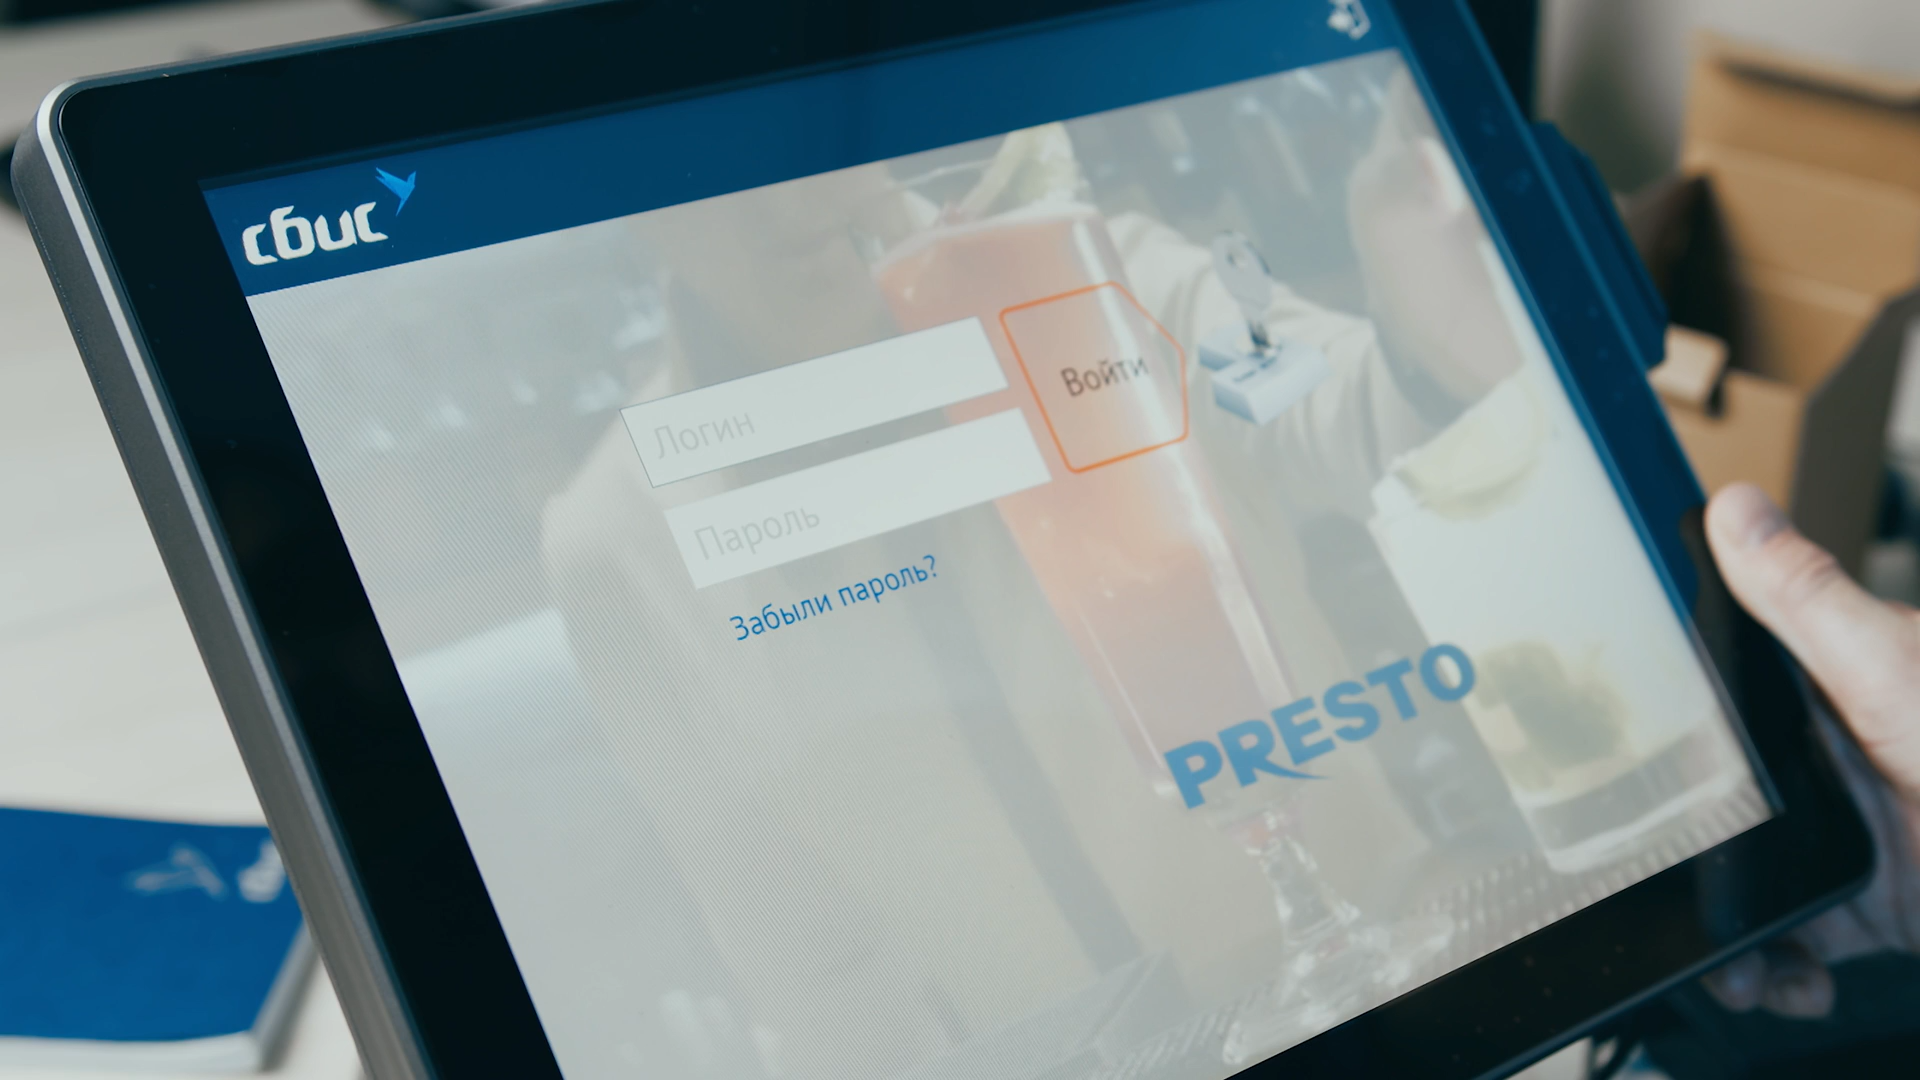 сбис
Логин
Войти
Пароль
Забыли пароль?
PRESTO